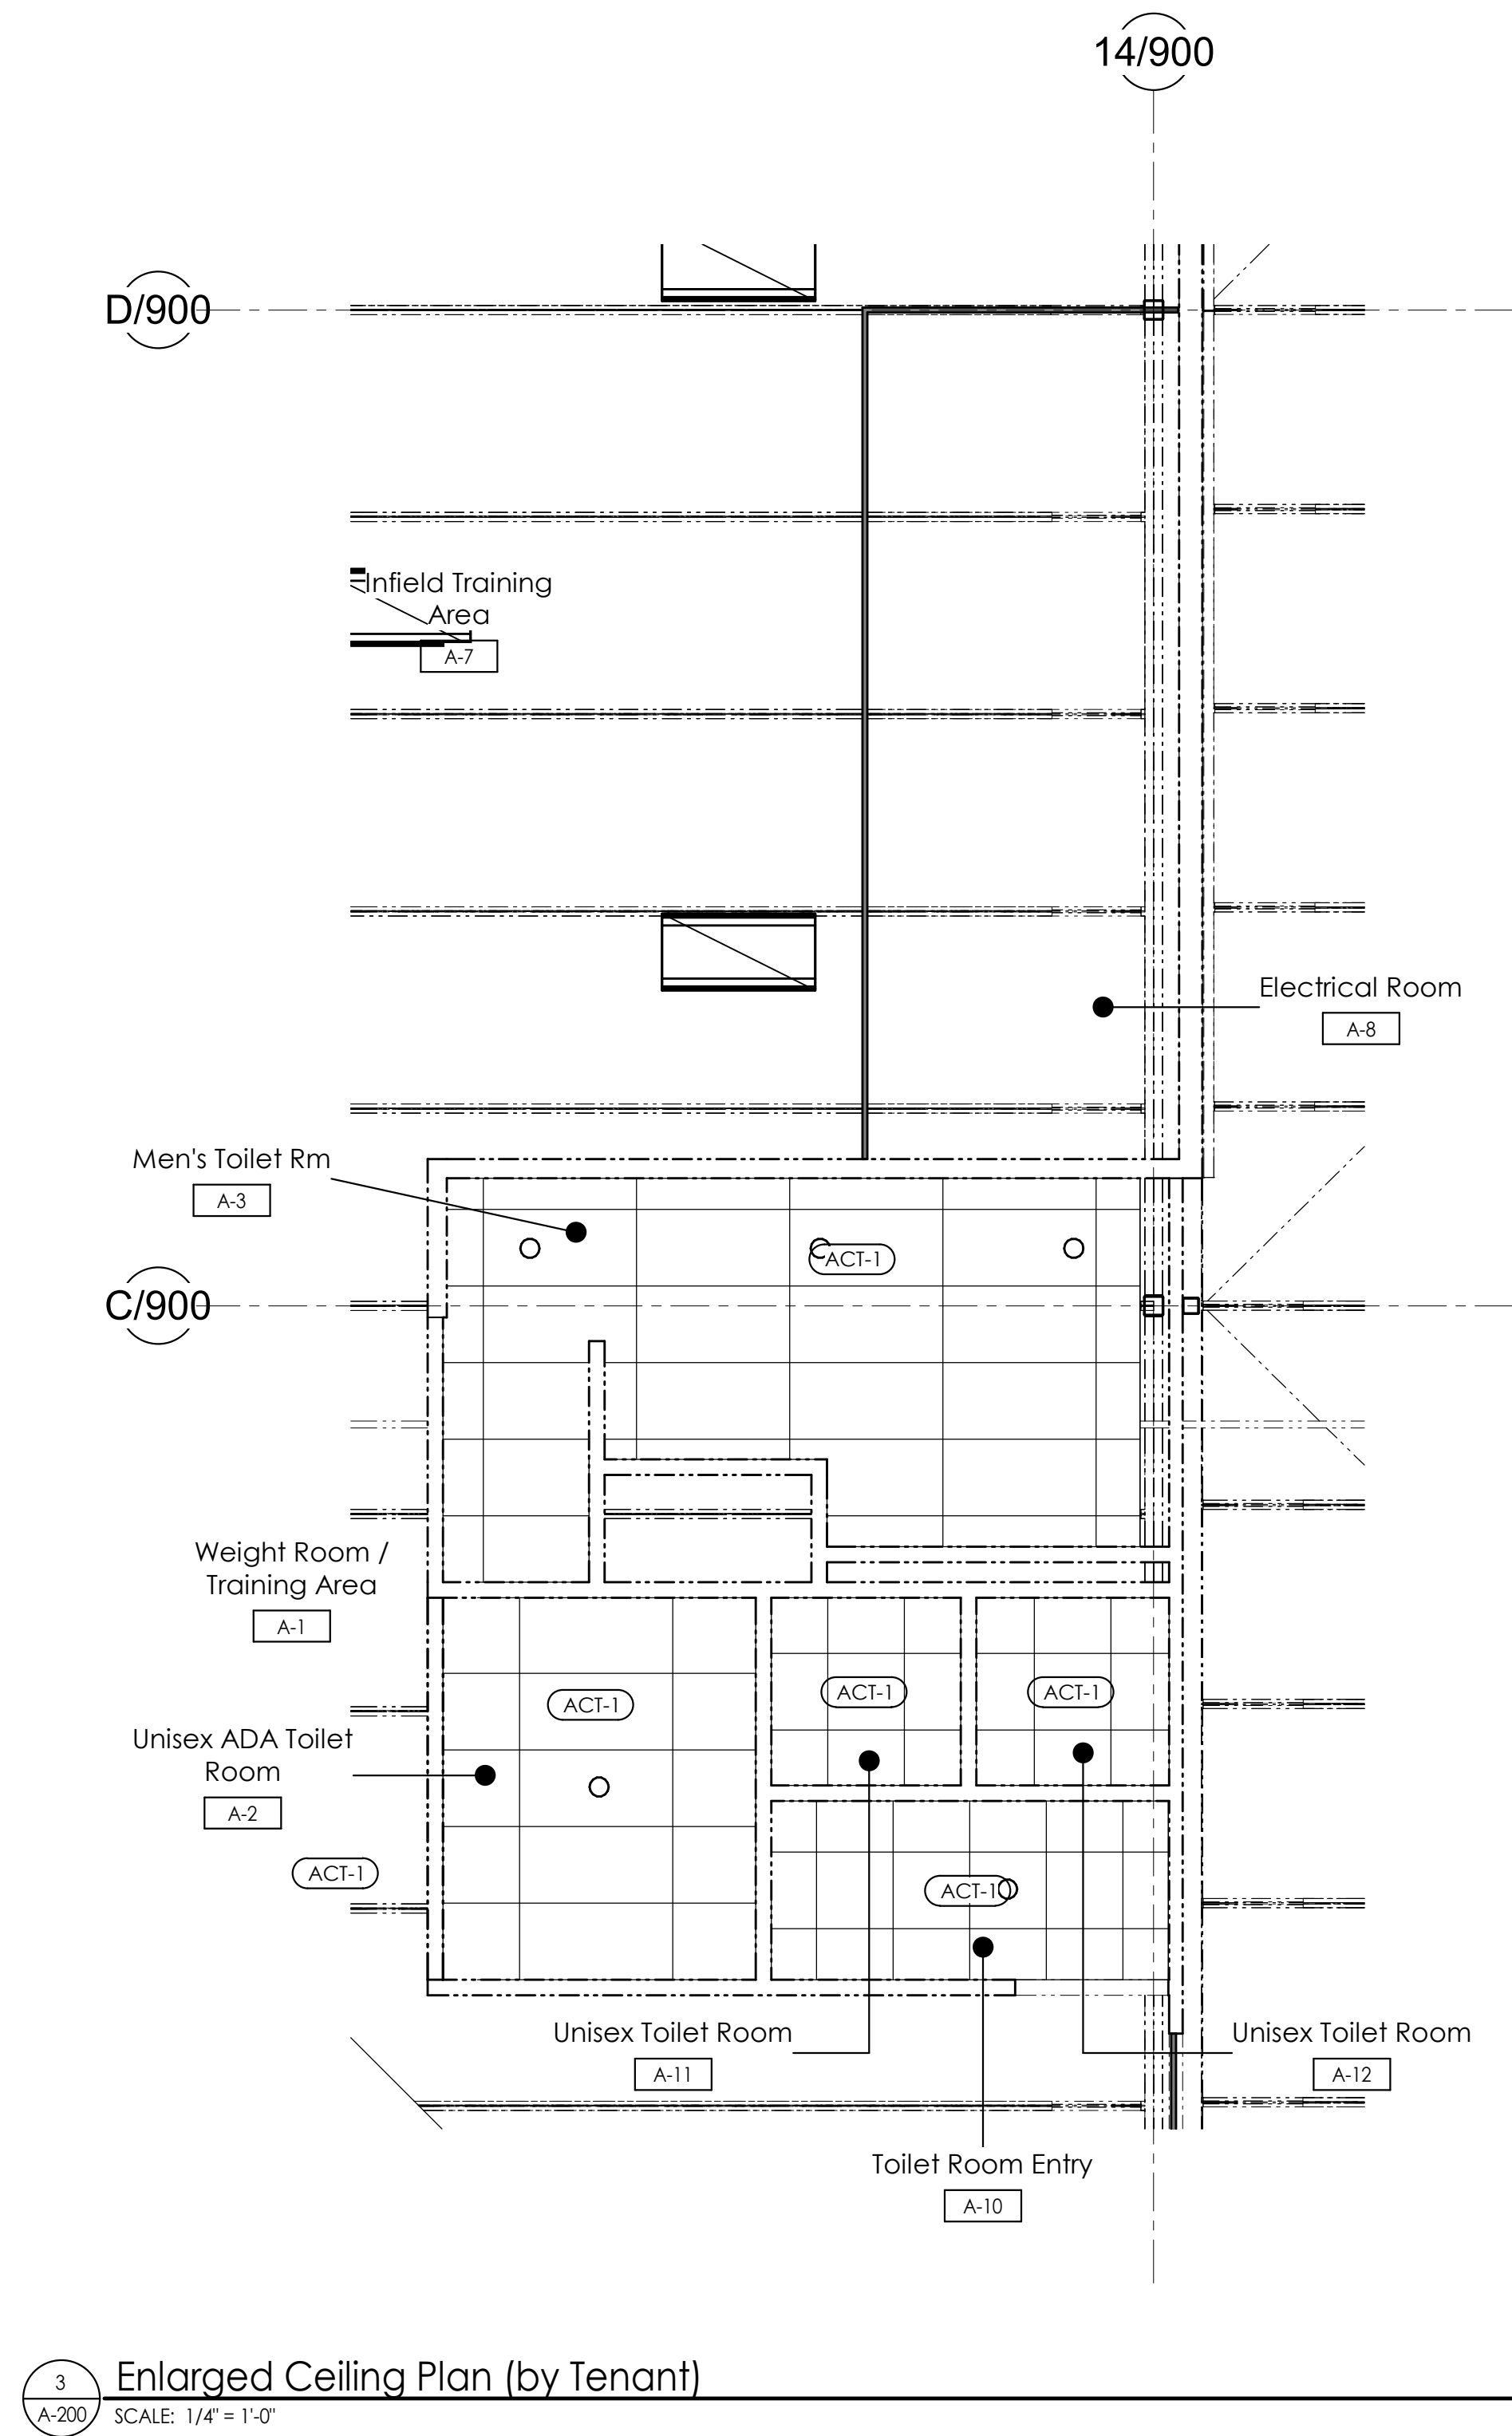 14/900
D/900
Infield Training
Area
A-7
Electrical Room
A-8
Men's Toilet Rm
A-3
ACT-1
C/900
Weight Room /
Training Area
A-1
ACT-1
ACT-1
ACT-1
Unisex ADA Toilet
Room
A-2
ACT-1
ACT-1
Unisex Toilet Room
A-11
Unisex Toilet Room
A-12
Toilet Room Entry
A-10
3
A-200
Enlarged Ceiling Plan (by Tenant)
SCALE: 1/4" = 1'-0"